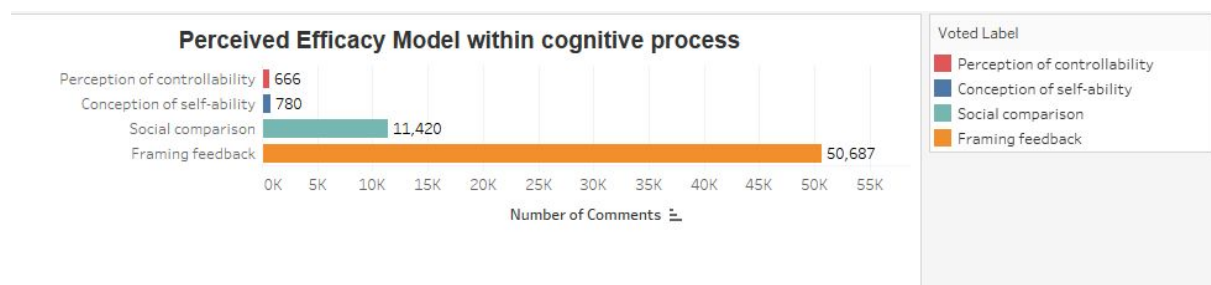 Perceived Efficacy Model within cognitive process
Perception of controllability 666
Conception of self-ability 780
Social comparison 11,420
Framing feedback 50,687
0K 5K 10K 15K 20K 25K 30K 35K 40K 45K 50K 55K
Number of Comments
Voted Label
Perception of controllability
Conception of self-ability
Social comparison
Framing feedback